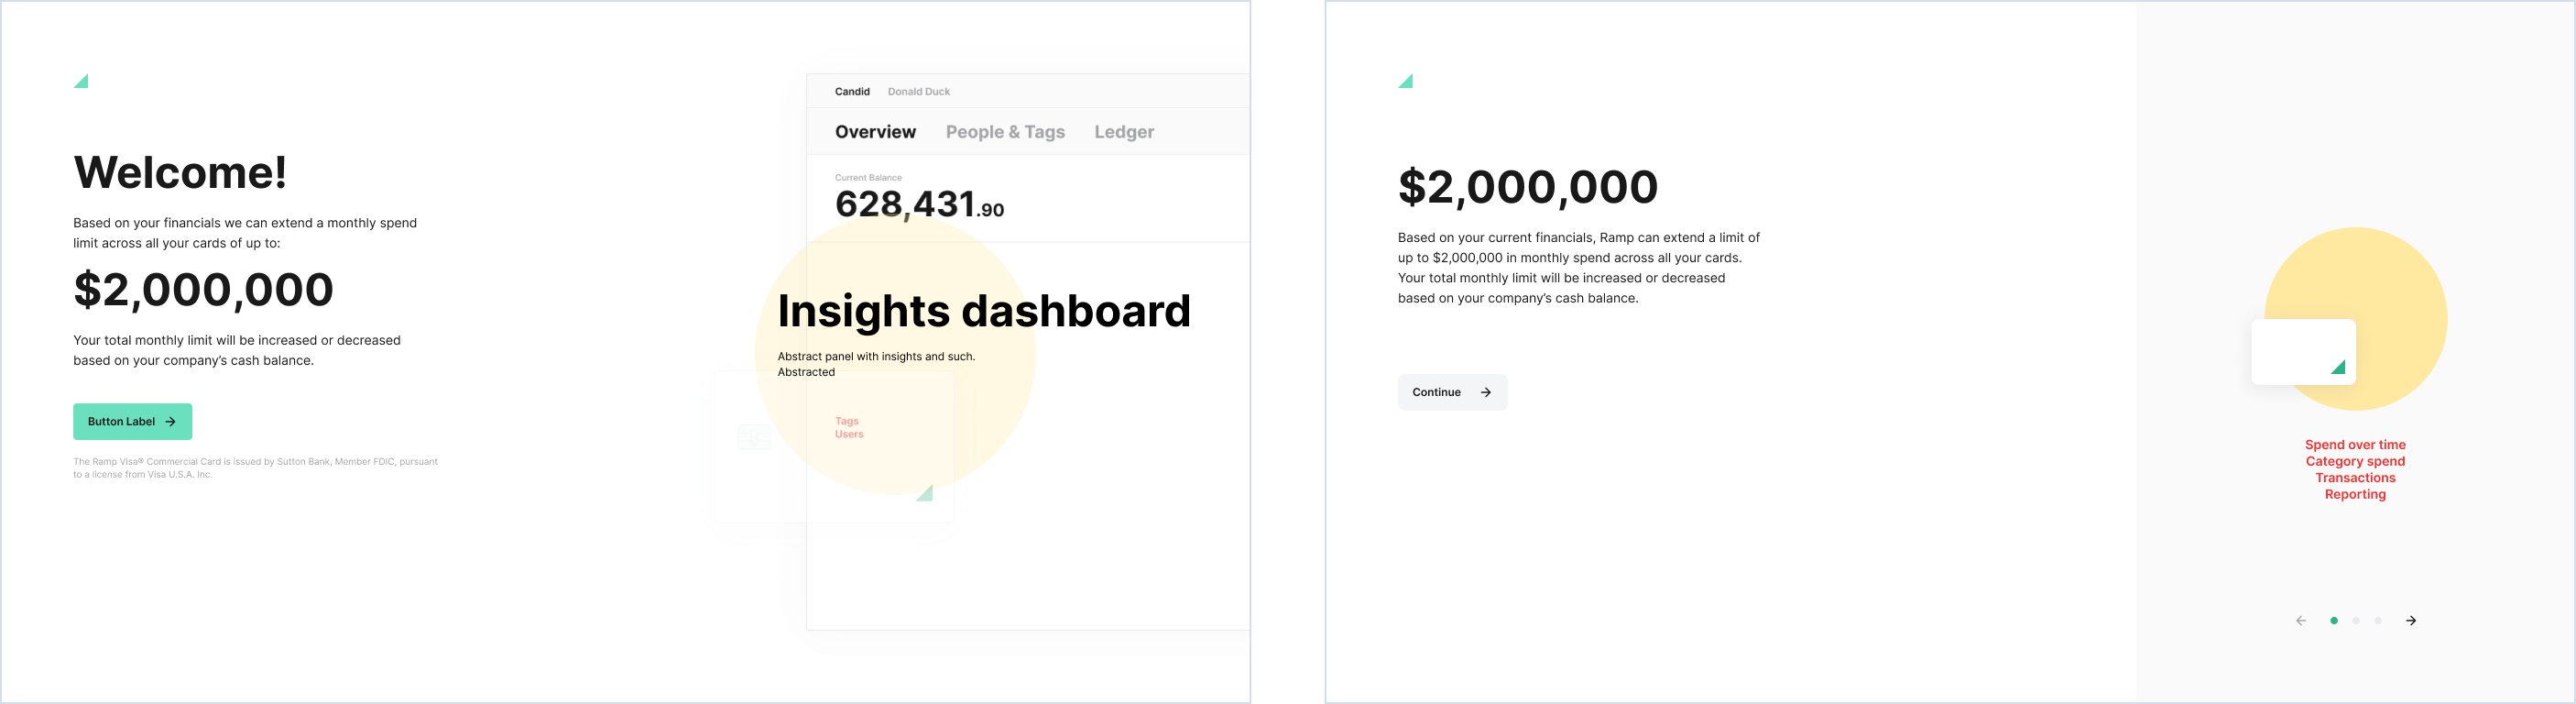 Welcome!
Based on your financials we can extend a monthly spend
limit across all your cards of up to:
$2,000,000
Your total monthly limit will be increased or decreased
based on your company’s cash balance.
Button Label
The Ramp Visa® Commercial Card is issued by Sutton Bank, Member FDIC, pursuant
to a license from Visa U.S.A. Inc.
Candid Donald Duck
Overview People & Tags Ledger
Current Balance
628,431.90
Insights dashboard
Abstract panel with insights and such.
Abstracted
Tags
Users
$2,000,000
Based on your current financials, Ramp can extend a limit of
up to $2,000,000 in monthly spend across all your cards.
Your total monthly limit will be increased or decreased
based on your company’s cash balance.
Continue
Spend over time
Category spend
Transactions
Reporting